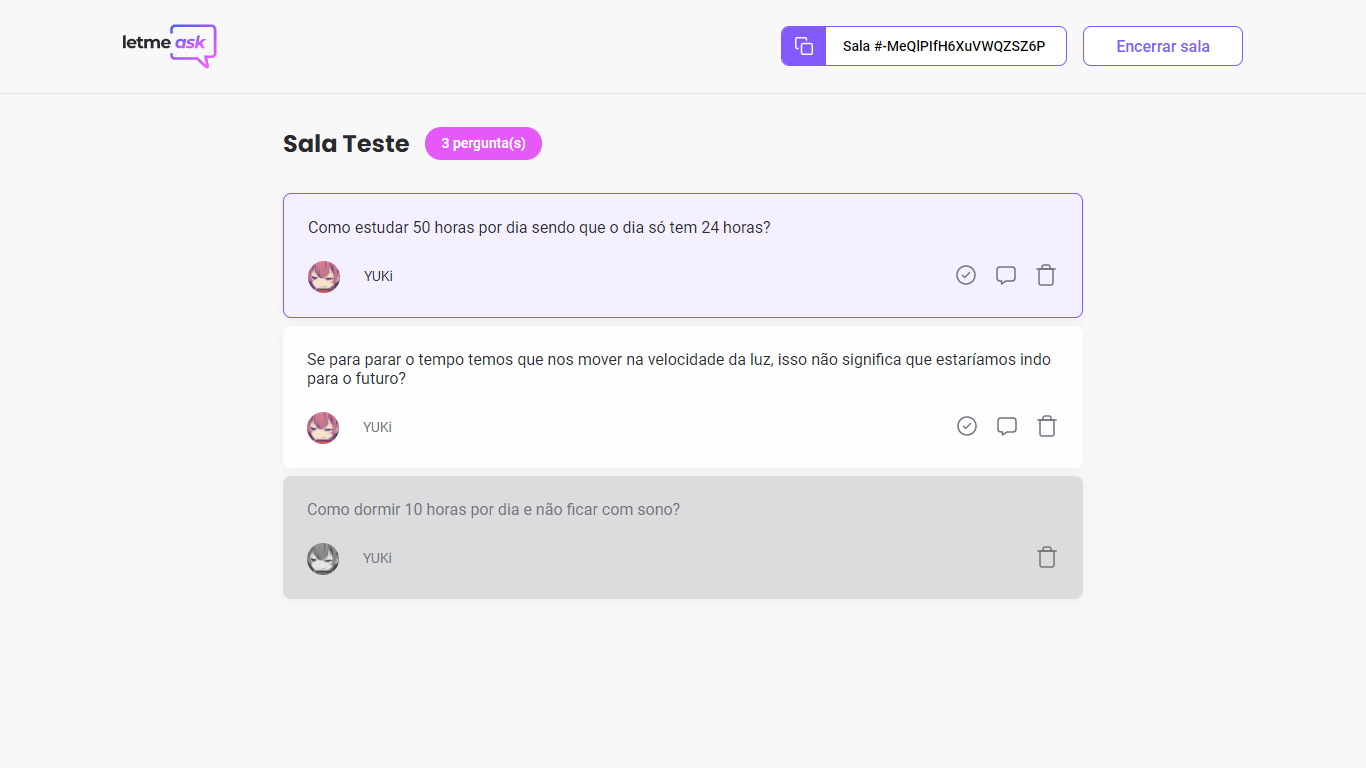 letmeask
Sala #-MeQlPIfH6XuVWQZSZ6P
Encerrar sala
Sala Teste
3 pergunta(s)
Como estudar 50 horas por dia sendo que o dia só tem 24 horas?
YUKi
Se para parar o tempo temos que nos mover na velocidade da luz, isso não significa que estaríamos indo
para o futuro?
YUKi
Como dormir 10 horas por dia e não ficar com sono?
YUKi